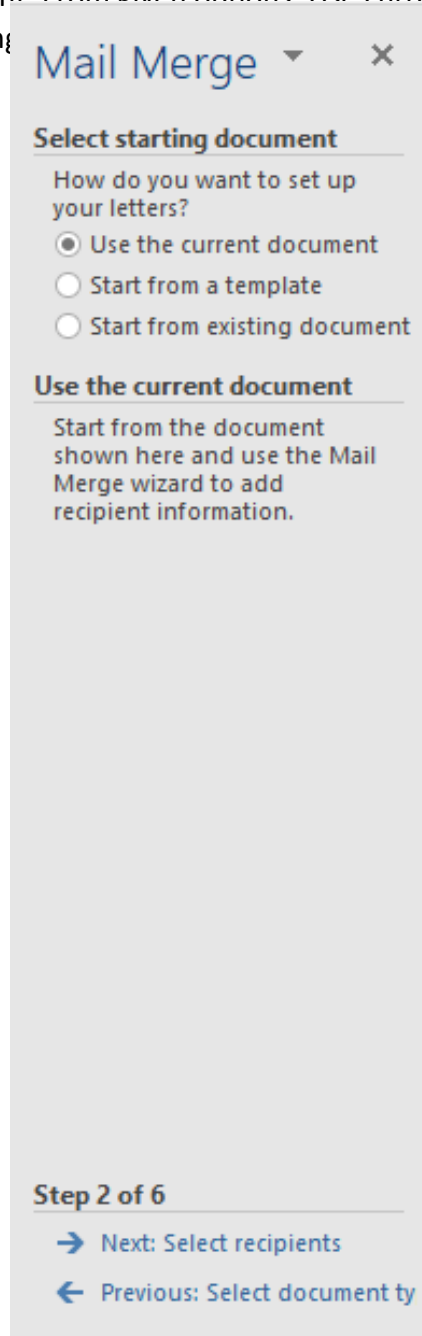 Mail Merge
Select starting document
How do you want to set up
your letters?
Use the current document
Start from a template
Start from existing document
Use the current document
Start from the document
shown here and use the Mail
Merge wizard to add
recipient information.
Step 2 of 6
Next: Select recipients
Previous: Select document ty